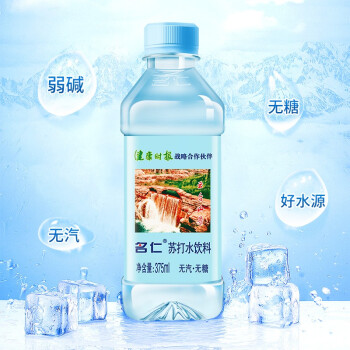 弱碱
无糖
健康时报 战略合作伙伴
好水源
无汽
名仁® 苏打水饮料
净含量:375ml 无汽·无糖